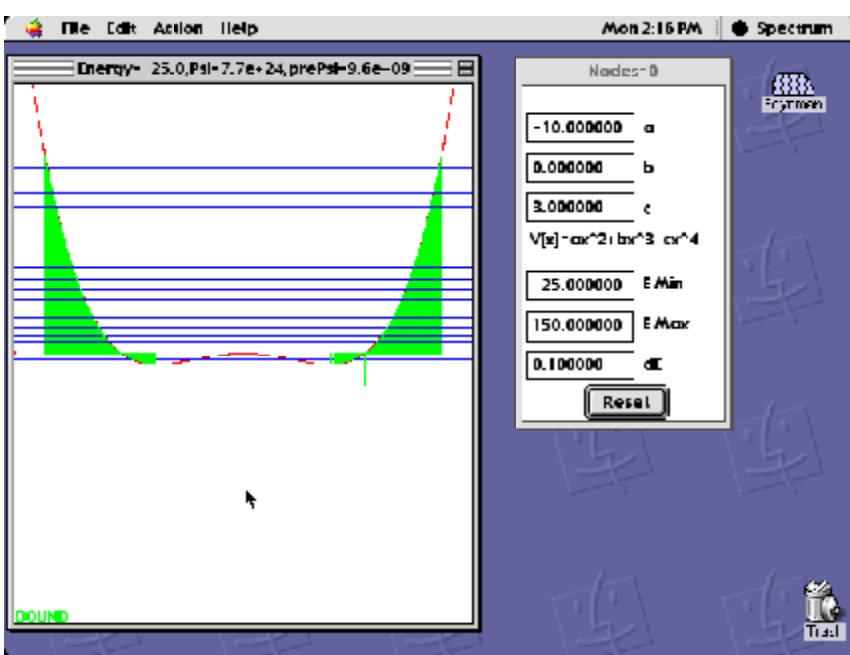 File Edit Action Help Mon 2:16 PM Spectrum
Energy= 25.0,Psi=7.7e+24,prePsi=9.6e-09
Nodes=0
Feynman
-10.000000 a
0.000000 b
3.000000 c
V[x]=ax^2+bx^3+cx^4
25.000000 E Min
150.000000 E Max
0.100000 dE
Reset
BOUND
Trash